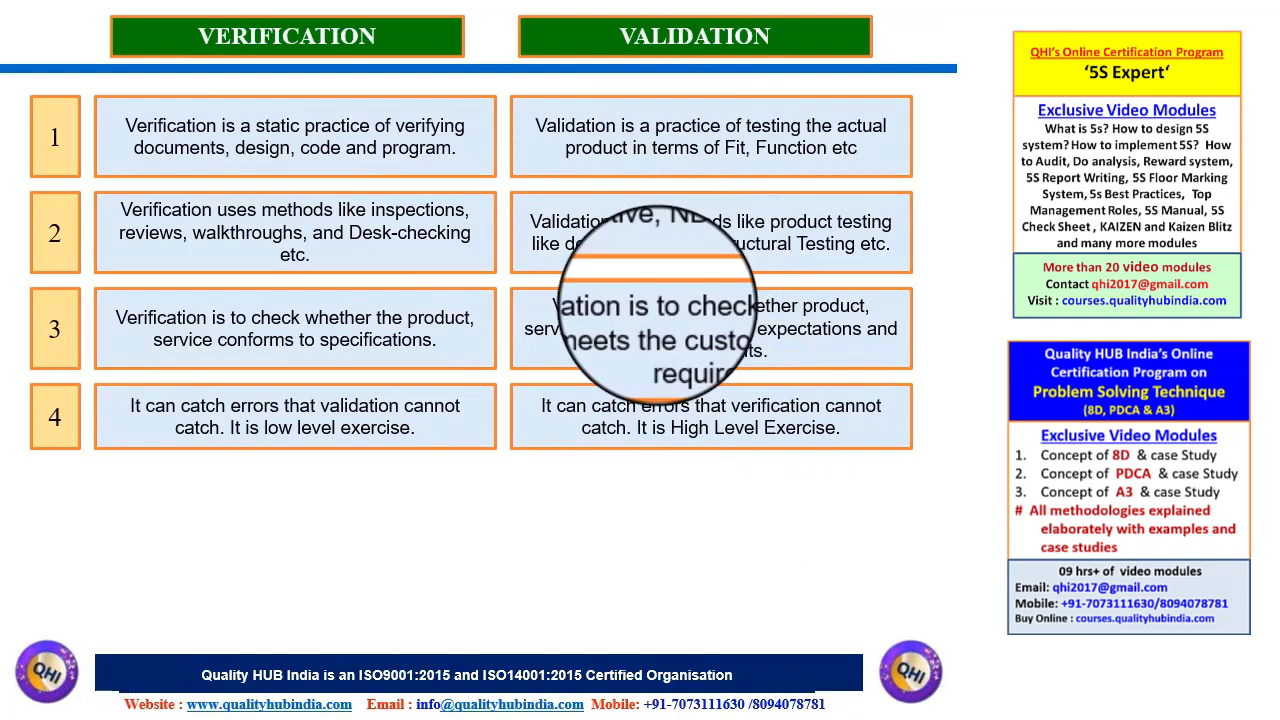 VERIFICATION
VALIDATION
1
Verification is a static practice of verifying
documents, design, code and program.
Validation is a practice of testing the actual
product in terms of Fit, Function etc
2
Verification uses methods like inspections,
reviews, walkthroughs, and Desk-checking
etc.
Validation like product testing
like Testing etc.
3
Verification is to check whether the product,
service conforms to specifications.
ation is to check product,
meets the expectations and
4
It can catch errors that validation cannot
catch. It is low level exercise.
It can catch errors that verification cannot
catch. It is High Level Exercise.
QHI's Online Certification Program
'5S Expert'
Exclusive Video Modules
What is 5s? How to design 5S
system? How to implement 5S? How
to Audit, Do analysis, Reward system,
5S Report Writing, 5S Floor Marking
System, 5s Best Practices, Top
Management Roles, 5S Manual, 5S
Check Sheet , KAIZEN and Kaizen Blitz
and many more modules
More than 20 video modules
Contact qhi2017@gmail.com
Visit : courses.qualityhubindia.com
Quality HUB India's Online
Certification Program on
Problem Solving Technique
(8D, PDCA & A3)
Exclusive Video Modules
1. Concept of 8D & case Study
2. Concept of PDCA & case Study
3. Concept of A3 & case Study
# All methodologies explained
elaborately with examples and
case studies
09 hrs+ of video modules
Email: qhi2017@gmail.com
Mobile: +91-7073111630/8094078781
Buy Online : courses.qualityhubindia.com
QHI
Quality HUB India is an ISO9001:2015 and ISO14001:2015 Certified Organisation
QHI
Website : www.qualityhubindia.com Email : info@qualityhubindia.com Mobile: +91-7073111630 /8094078781